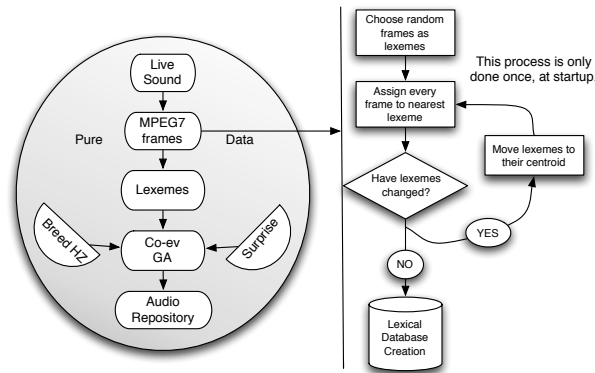 Live
Sound
Pure
MPEG7
frames
Data
Lexemes
Breed HZ
Co-ev
GA
Surprise
Audio
Repository
Choose random
frames as
lexemes
This process is only
done once, at startup.
Assign every
frame to nearest
lexeme
Move lexemes to
their centroid
Have lexemes
changed?
YES
NO
Lexical
Database
Creation